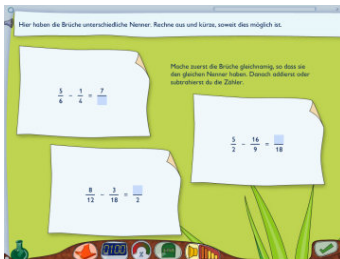 Hier haben die Brüche unterschiedliche Nenner. Rechne aus und kürze, soweit dies möglich ist.
Mache zuerst die Brüche gleichnamig, so dass sie
den gleichen Nenner haben. Danach addierst oder
subtrahierst du die Zähler.
5/6 - 1/4 = 7/
5/2 - 16/9 = /18
8/12 - 3/18 = /2